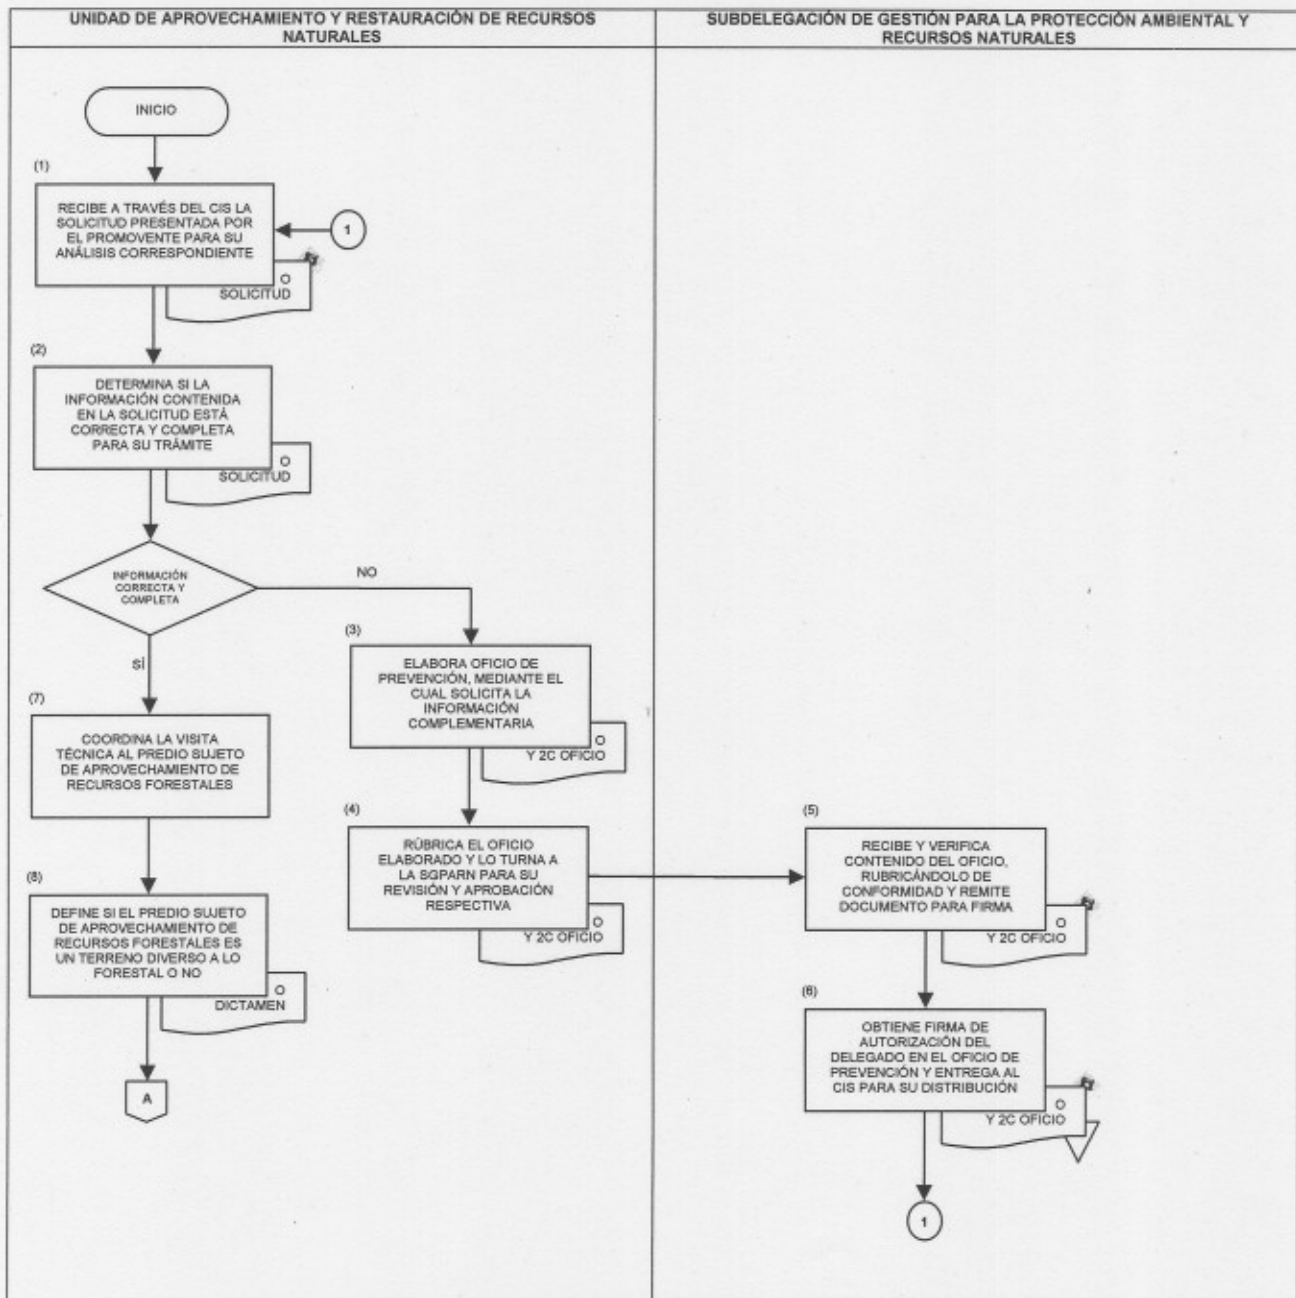 UNIDAD DE APROVECHAMIENTO Y RESTAURACIÓN DE RECURSOS
NATURALES
SUBDELEGACIÓN DE GESTIÓN PARA LA PROTECCIÓN AMBIENTAL Y
RECURSOS NATURALES
INICIO
(1)
RECIBE A TRAVÉS DEL CIS LA
SOLICITUD PRESENTADA POR
EL PROMOVENTE PARA SU
ANÁLISIS CORRESPONDIENTE
1
O
SOLICITUD
(2)
DETERMINA SI LA
INFORMACIÓN CONTENIDA
EN LA SOLICITUD ESTÁ
CORRECTA Y COMPLETA
PARA SU TRÁMITE
O
SOLICITUD
INFORMACIÓN
CORRECTA Y
COMPLETA
NO
SÍ
(3)
ELABORA OFICIO DE
PREVENCIÓN, MEDIANTE EL
CUAL SOLICITA LA
INFORMACIÓN
COMPLEMENTARIA
O
Y 2C OFICIO
(4)
RÚBRICA EL OFICIO
ELABORADO Y LO TURNA A
LA SGPARN PARA SU
REVISIÓN Y APROBACIÓN
RESPECTIVA
O
Y 2C OFICIO
(5)
RECIBE Y VERIFICA
CONTENIDO DEL OFICIO,
RUBRICÁNDOLO DE
CONFORMIDAD Y REMITE
DOCUMENTO PARA FIRMA
O
Y 2C OFICIO
(6)
OBTIENE FIRMA DE
AUTORIZACIÓN DEL
DELEGADO EN EL OFICIO DE
PREVENCIÓN Y ENTREGA AL
CIS PARA SU DISTRIBUCIÓN
O
Y 2C OFICIO
1
(7)
COORDINA LA VISITA
TÉCNICA AL PREDIO SUJETO
DE APROVECHAMIENTO DE
RECURSOS FORESTALES
(8)
DEFINE SI EL PREDIO SUJETO
DE APROVECHAMIENTO DE
RECURSOS FORESTALES ES
UN TERRENO DIVERSO A LO
FORESTAL O NO
O
DICTAMEN
A